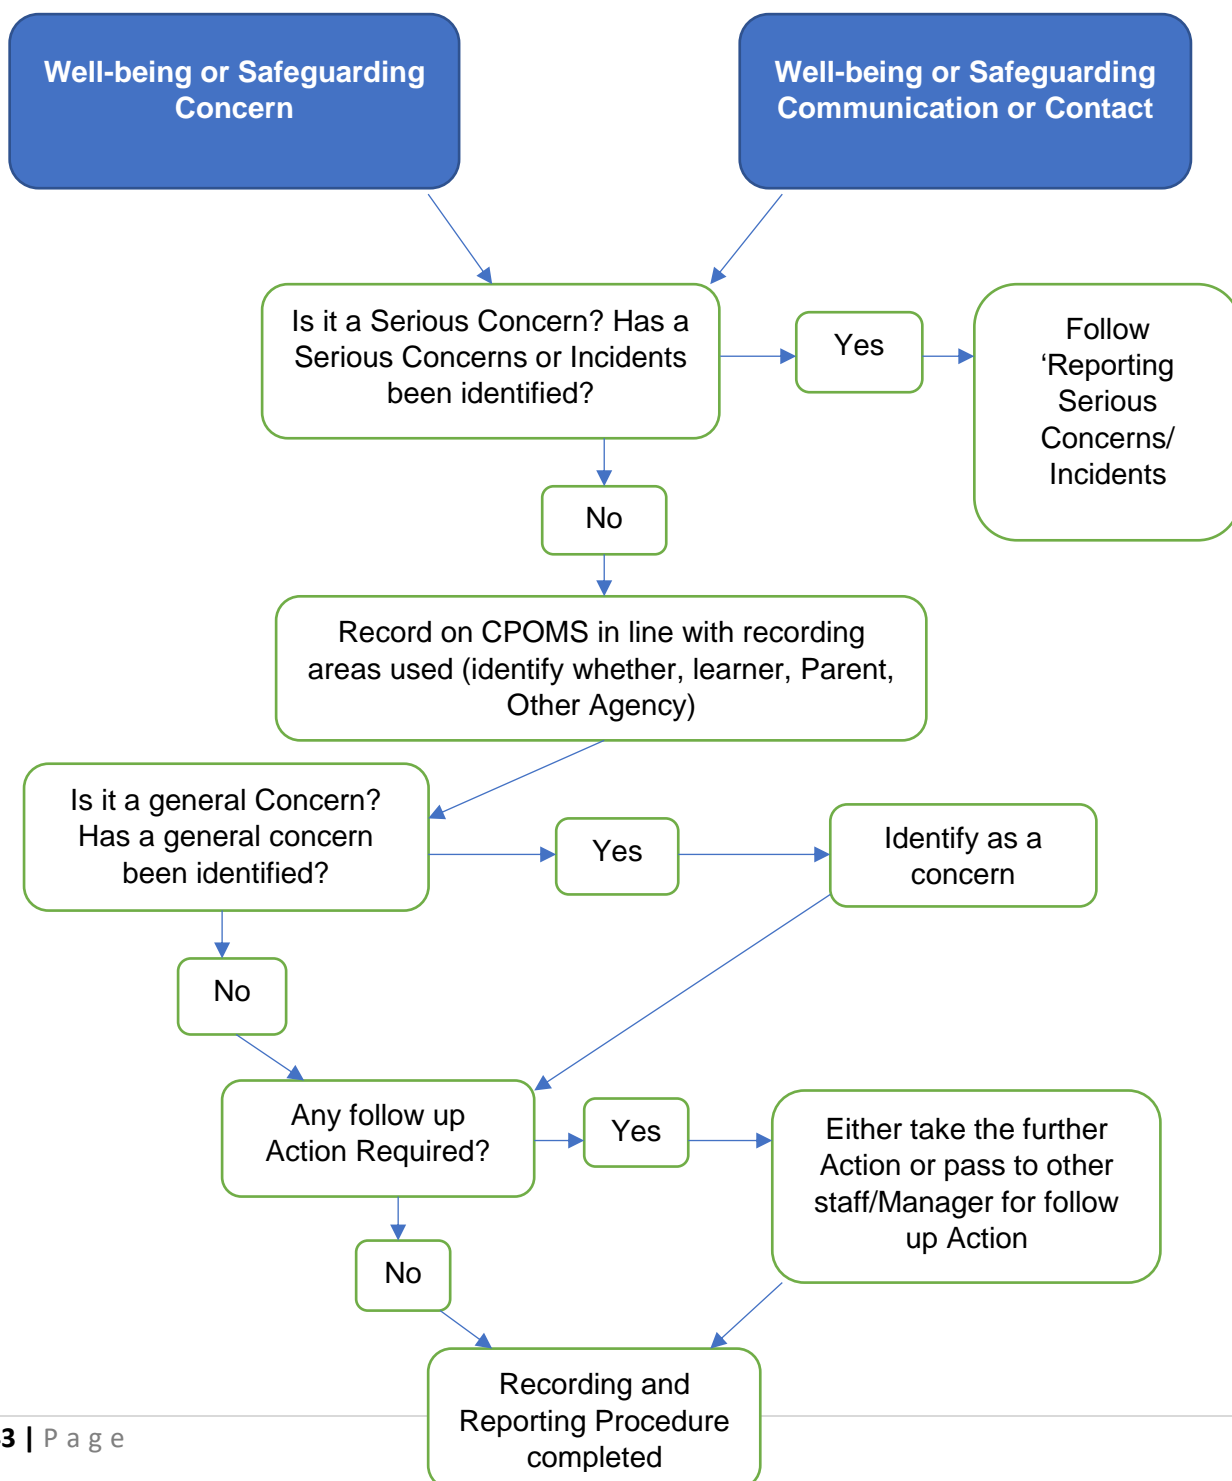 Well-being or Safeguarding
Concern
Well-being or Safeguarding
Communication or Contact
Is it a Serious Concern? Has a
Serious Concerns or Incidents
been identified?
Yes
Follow
‘Reporting
Serious
Concerns/
Incidents
No
Record on CPOMS in line with recording
areas used (identify whether, learner, Parent,
Other Agency)
Is it a general Concern?
Has a general concern
been identified?
Yes
Identify as a
concern
No
Any follow up
Action Required?
Yes
Either take the further
Action or pass to other
staff/Manager for follow
up Action
No
Recording and
Reporting Procedure
completed
3 | Page